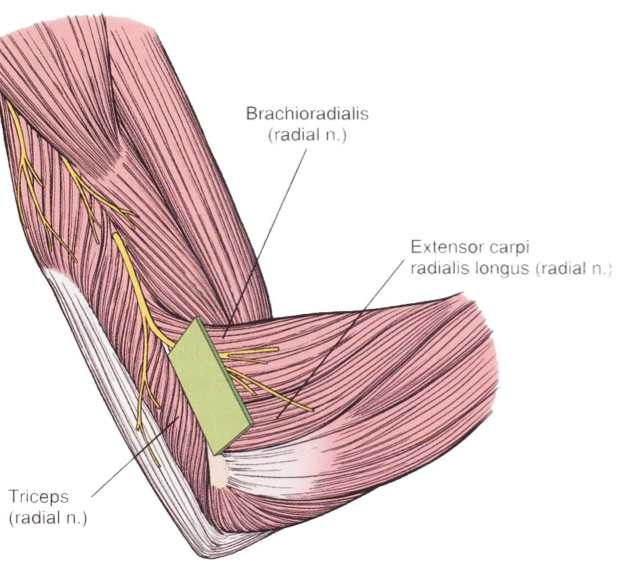 Brachioradialis
(radial n.)
Extensor carpi
radialis longus (radial n.)
Triceps
(radial n.)